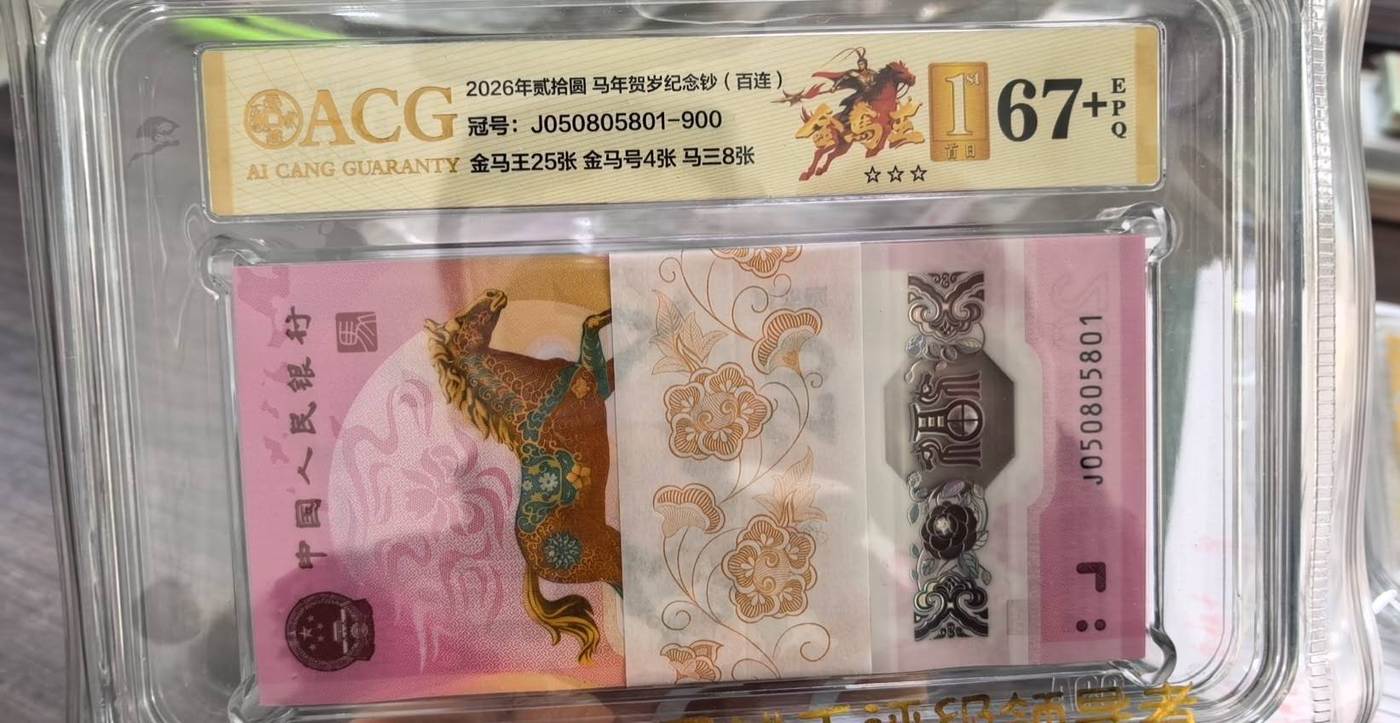 ACG
AI CANG GUARANTY
2026年贰拾圆 马年贺岁纪念钞（百连）
冠号：J050805801-900
金马王25张 金马号4张 马三8张
金馬王
☆☆☆
1st
首日
67+
EPQ
中国人民银行
福
J050805801